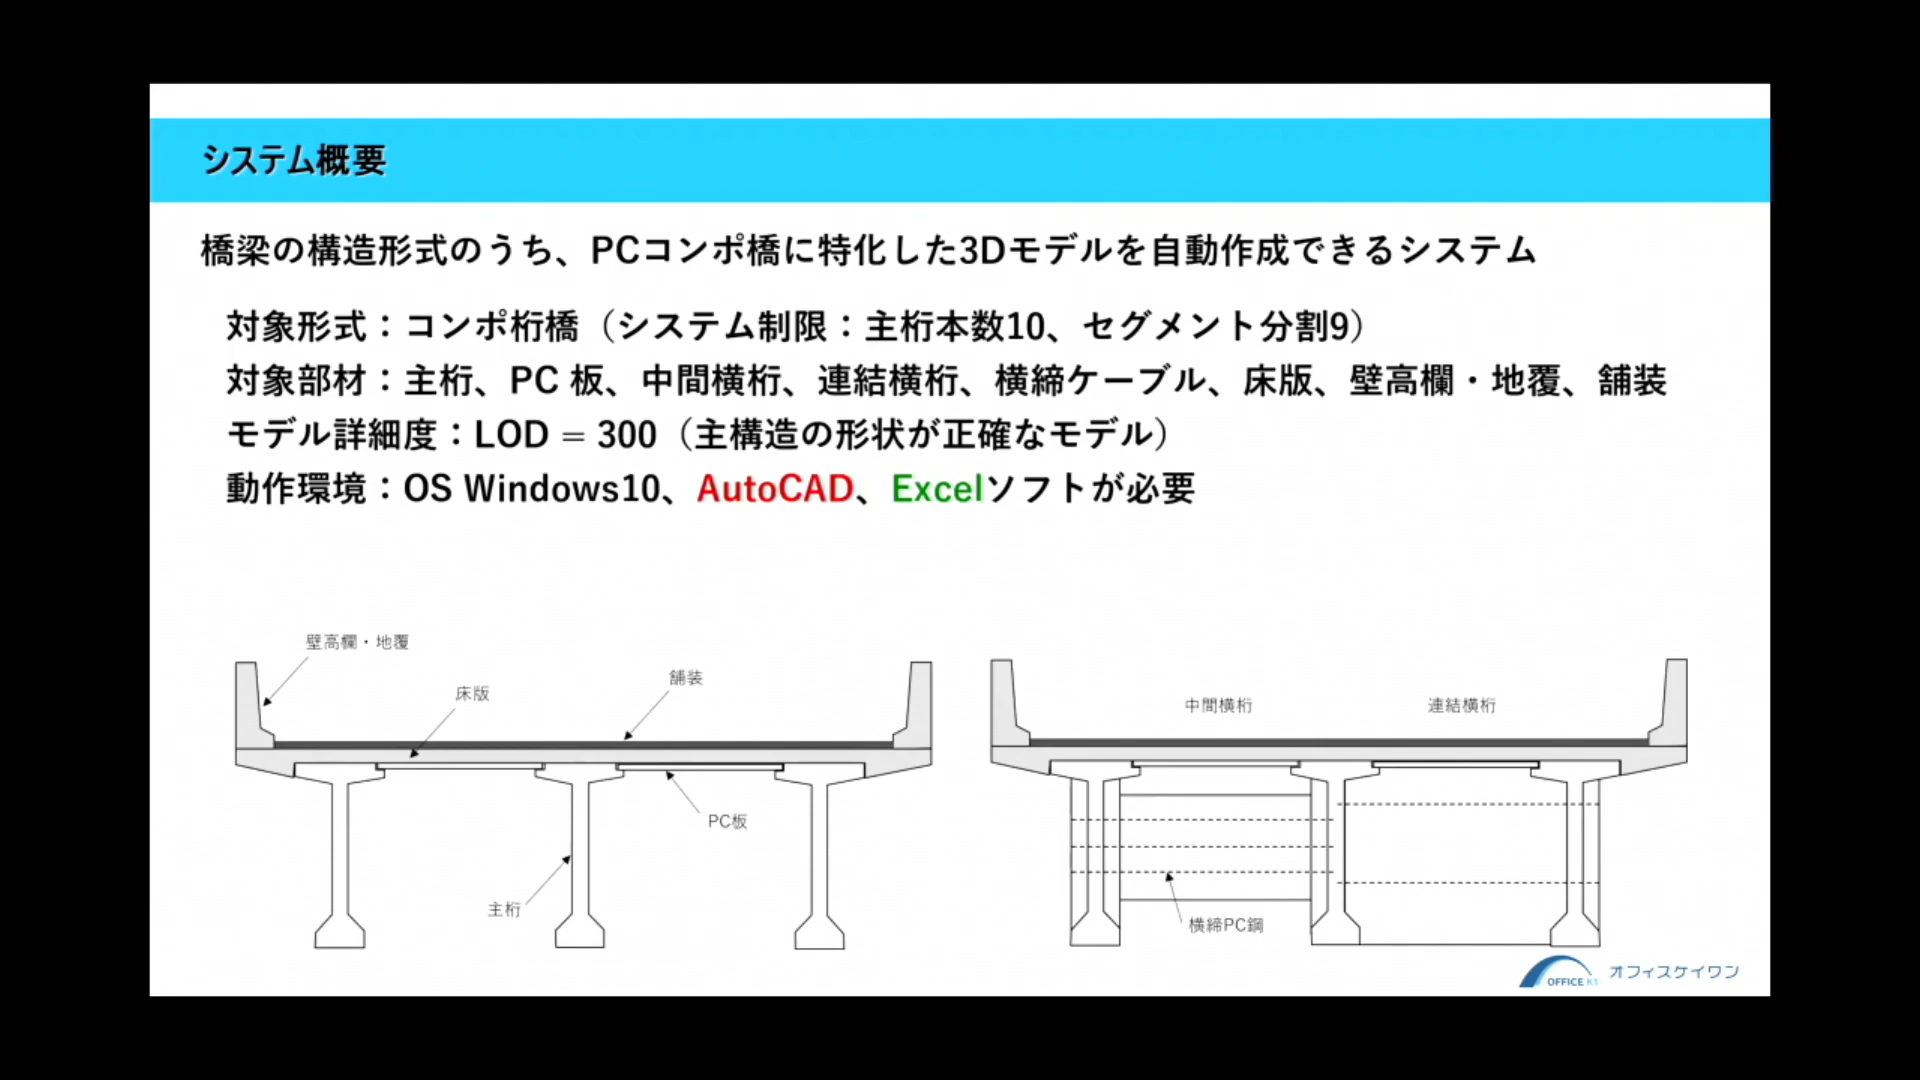 システム概要
橋梁の構造形式のうち、PCコンポ橋に特化した3Dモデルを自動作成できるシステム
対象形式：コンポ桁橋（システム制限：主桁本数10、セグメント分割9）
対象部材：主桁、PC 板、中間横桁、連結横桁、横締ケーブル、床版、壁高欄・地覆、舗装
モデル詳細度：LOD = 300（主構造の形状が正確なモデル）
動作環境：OS Windows10、AutoCAD、Excelソフトが必要
壁高欄・地覆
床版
舗装
PC板
主桁
中間横桁
連結横桁
横締PC鋼
OFFICE K1
オフィスケイワン